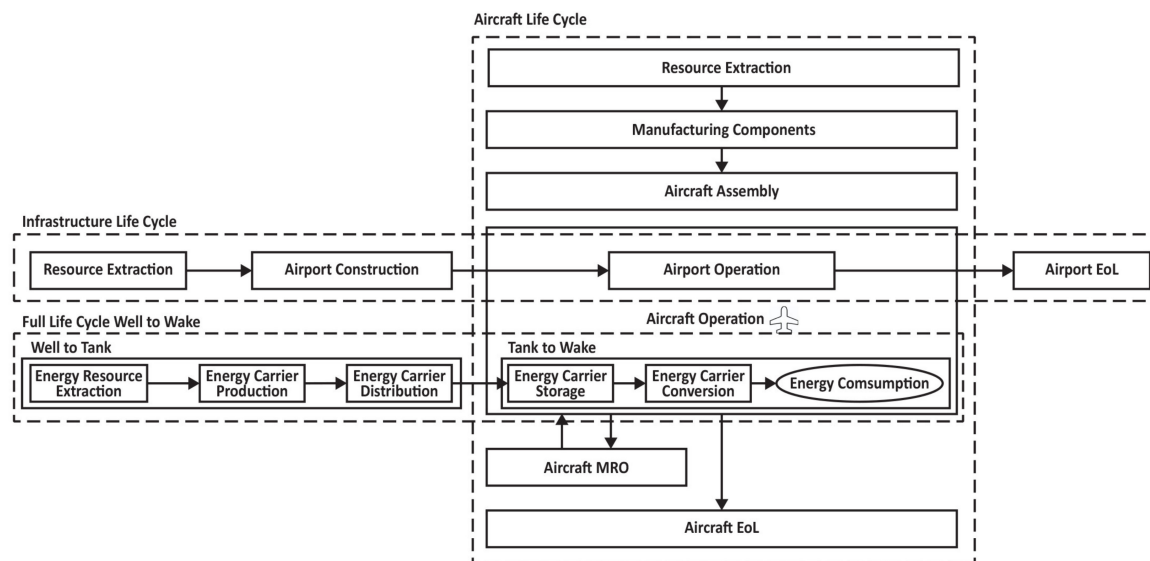 Aircraft Life Cycle
Resource Extraction
Manufacturing Components
Aircraft Assembly
Infrastructure Life Cycle
Resource Extraction
Airport Construction
Airport Operation
Airport EoL
Aircraft Operation
Full Life Cycle Well to Wake
Well to Tank
Energy Resource
Extraction
Energy Carrier
Production
Energy Carrier
Distribution
Tank to Wake
Energy Carrier
Storage
Energy Carrier
Conversion
Energy Comsumption
Aircraft MRO
Aircraft EoL